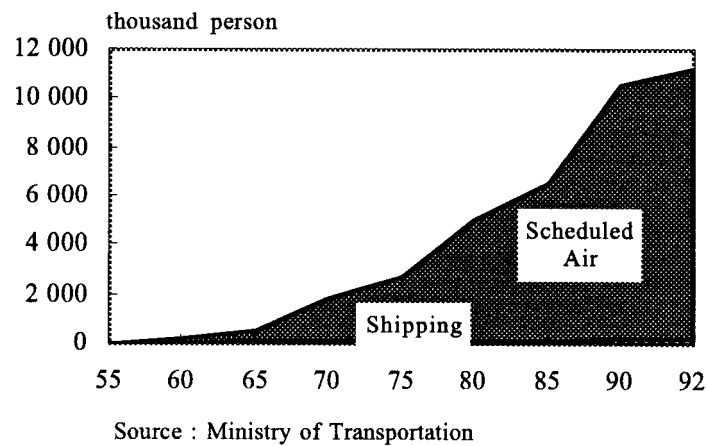 thousand person
12 000
10 000
8 000
6 000
4 000
2 000
0
Scheduled
Air
Shipping
55 60 65 70 75 80 85 90 92
Source : Ministry of Transportation